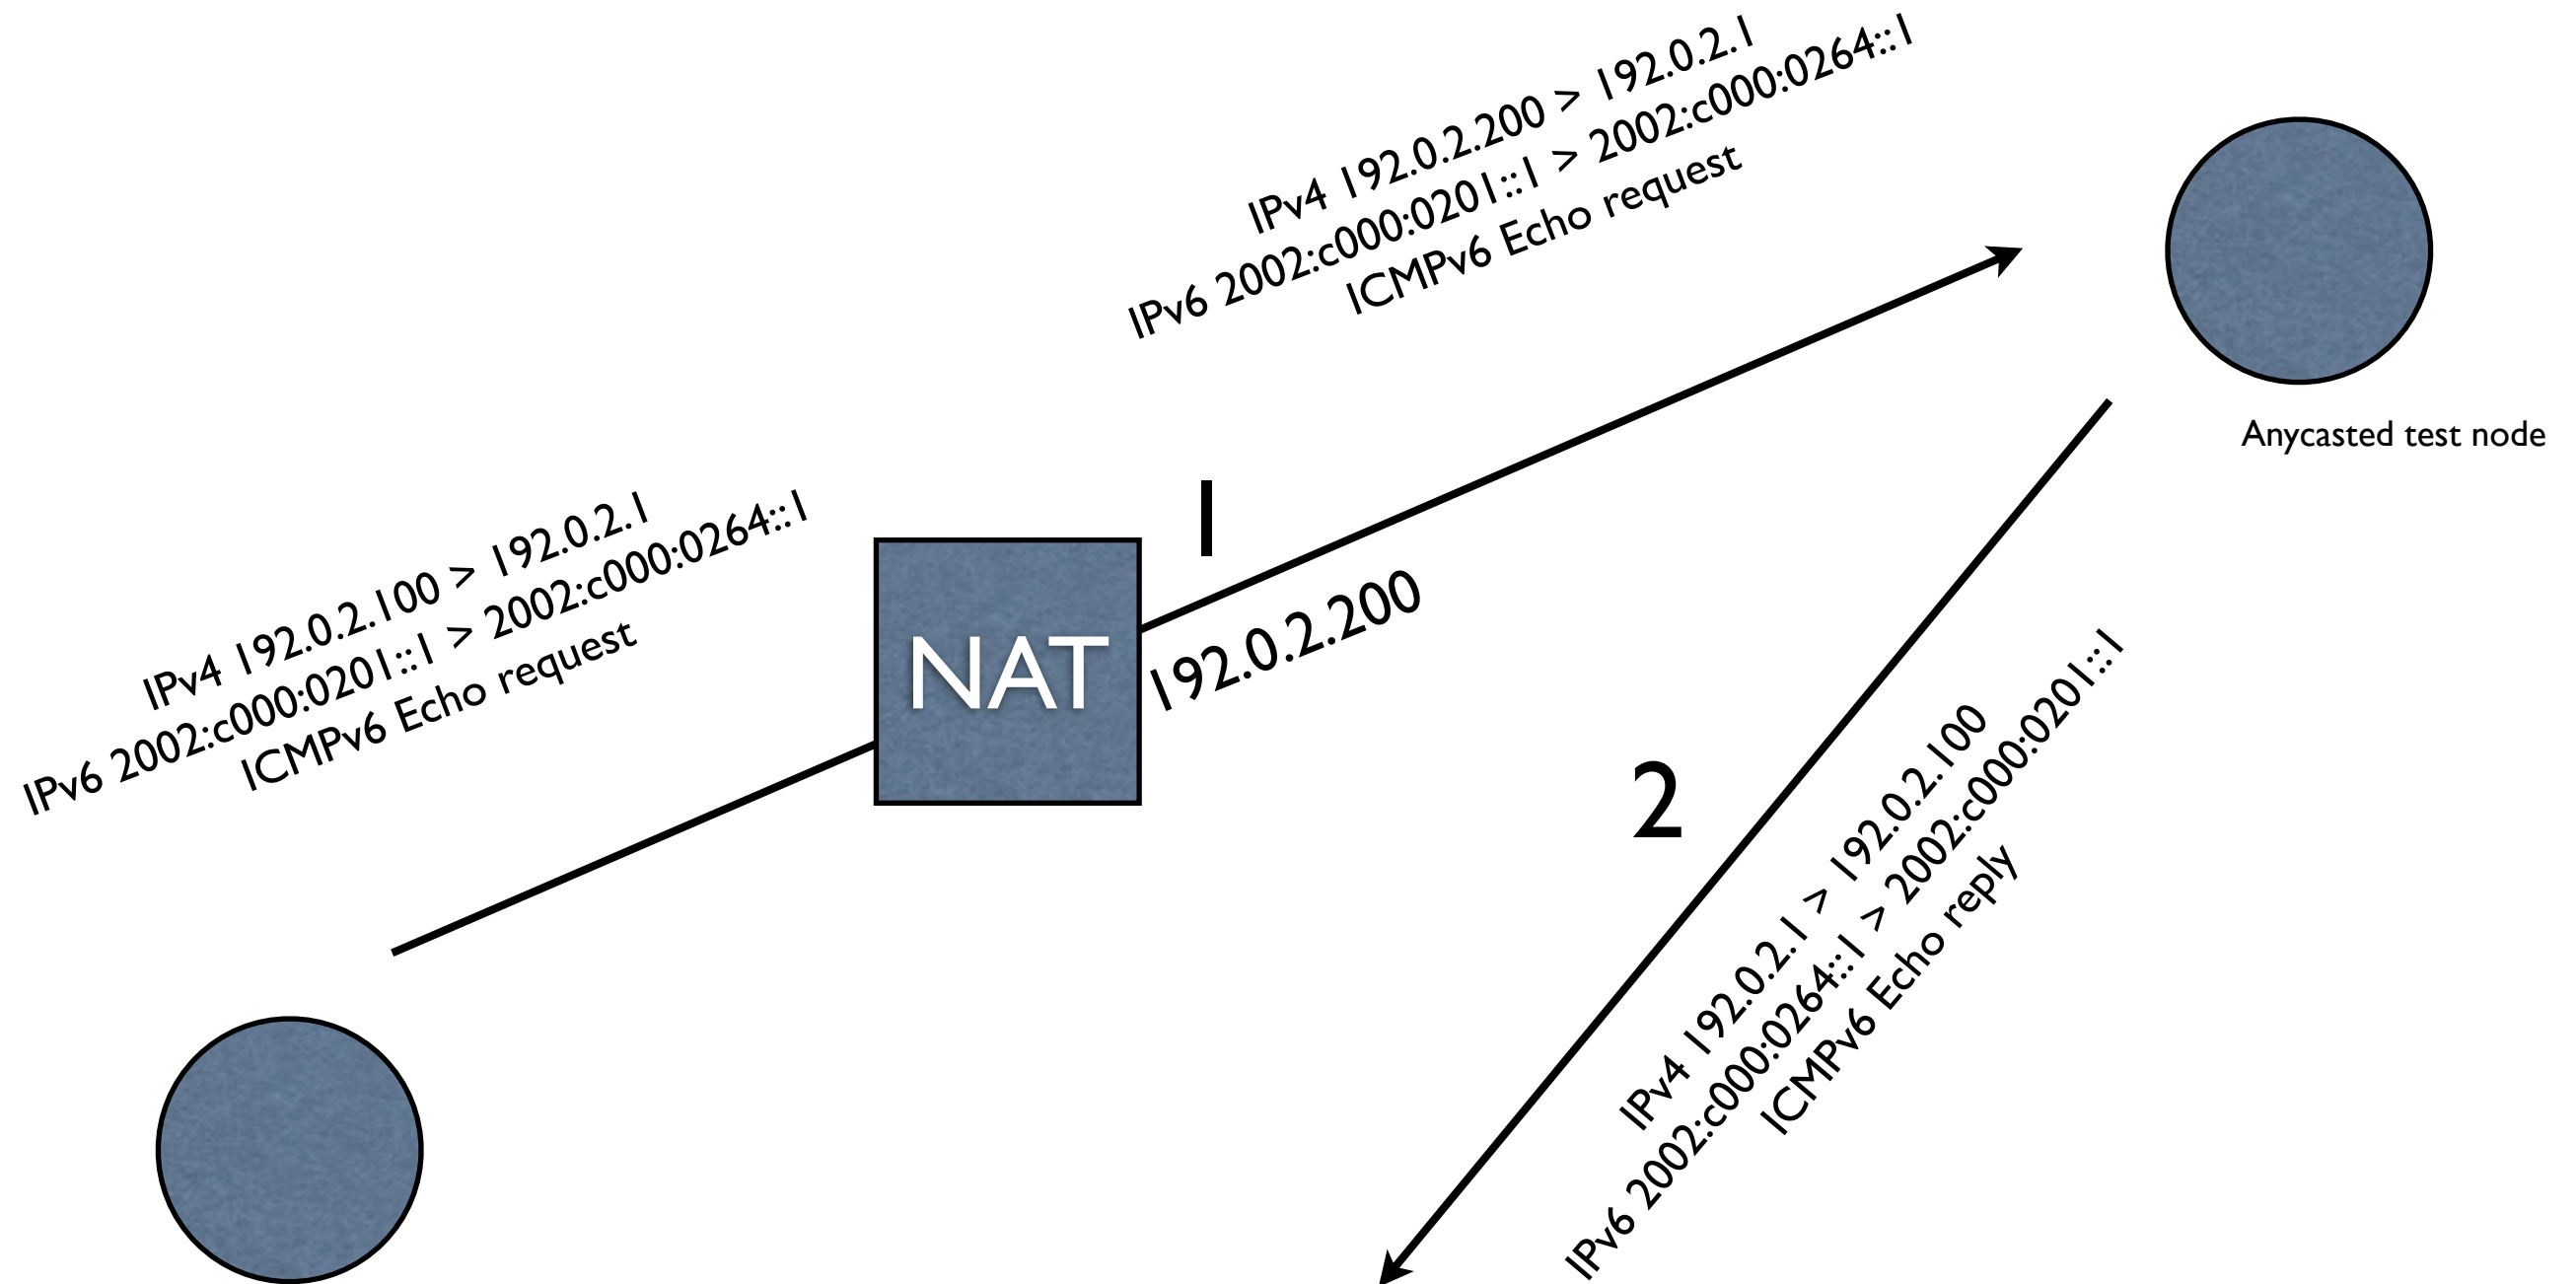 IPv4 192.0.2.200 > 192.0.2.1
IPv6 2002:c000:0201::1 > 2002:c000:0264::1
ICMPv6 Echo request
Anycasted test node
1
IPv4 192.0.2.100 > 192.0.2.1
IPv6 2002:c000:0201::1 > 2002:c000:0264::1
ICMPv6 Echo request
NAT
192.0.2.200
2
IPv4 192.0.2.1 > 192.0.2.100
IPv6 2002:c000:0264::1 > 2002:c000:0201::1
ICMPv6 Echo reply